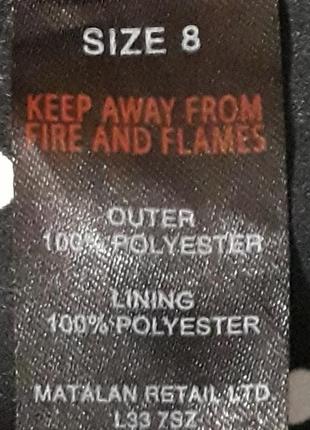 SIZE 8
KEEP AWAY FROM
FIRE AND FLAMES
OUTER
100% POLYESTER
LINING
100% POLYESTER
MATALAN RETAIL LTD
L33 7SZ